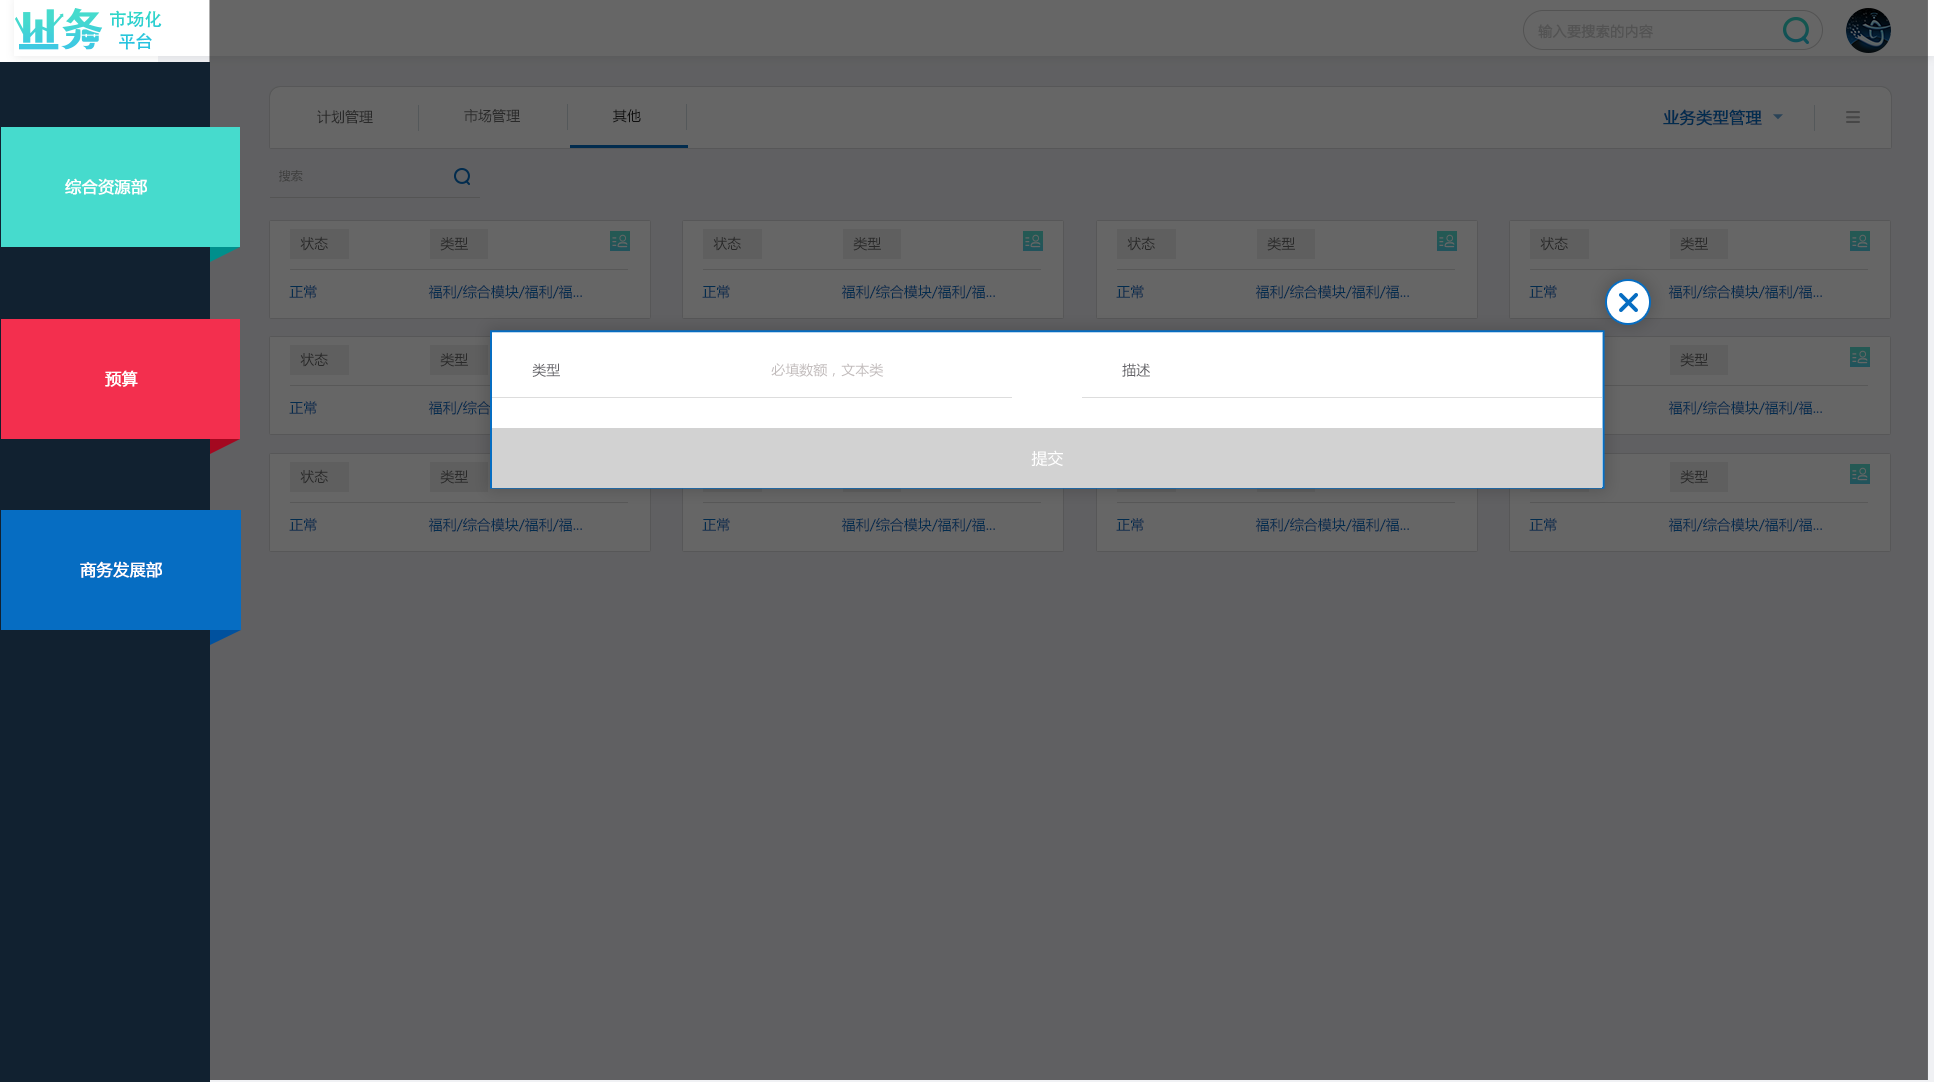 业务 市场化
平台
输入要搜索的内容
计划管理 市场管理 其他 业务类型管理
搜索
综合资源部
预算
商务发展部
状态 类型 状态 类型 状态 类型 状态 类型
正常 福利/综合模块/福利/福... 正常 福利/综合模块/福利/福... 正常 福利/综合模块/福利/福... 正常 福利/综合模块/福利/福...
状态 类型 类型
正常 福利/综合 福利/综合模块/福利/福...
类型 必填数额，文本类 描述
提交
状态 类型 类型
正常 福利/综合模块/福利/福... 正常 福利/综合模块/福利/福... 正常 福利/综合模块/福利/福... 正常 福利/综合模块/福利/福...